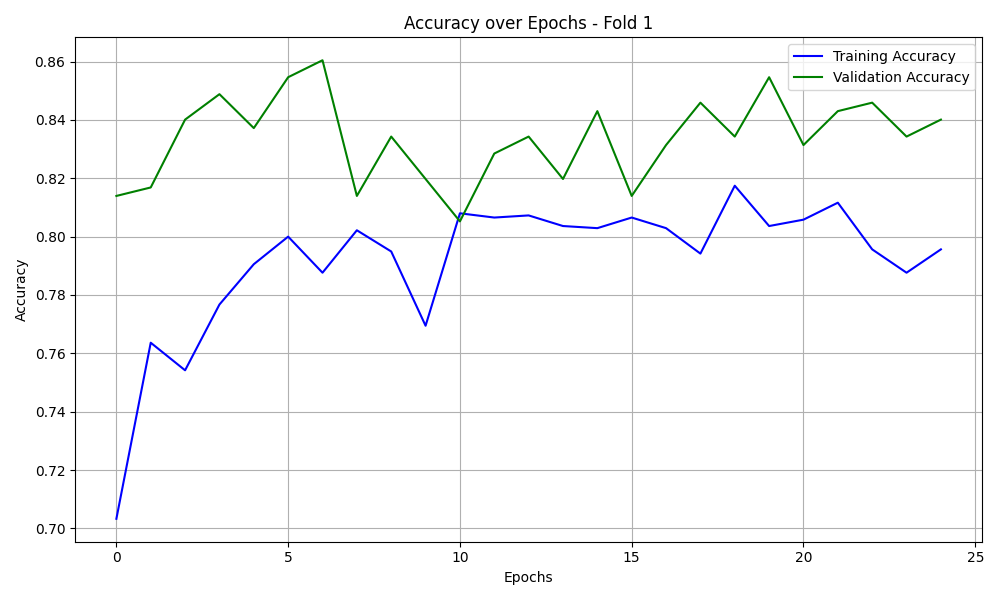 Accuracy over Epochs - Fold 1
Training Accuracy
Validation Accuracy
Accuracy
0.86
0.84
0.82
0.80
0.78
0.76
0.74
0.72
0.70
0 5 10 15 20 25
Epochs